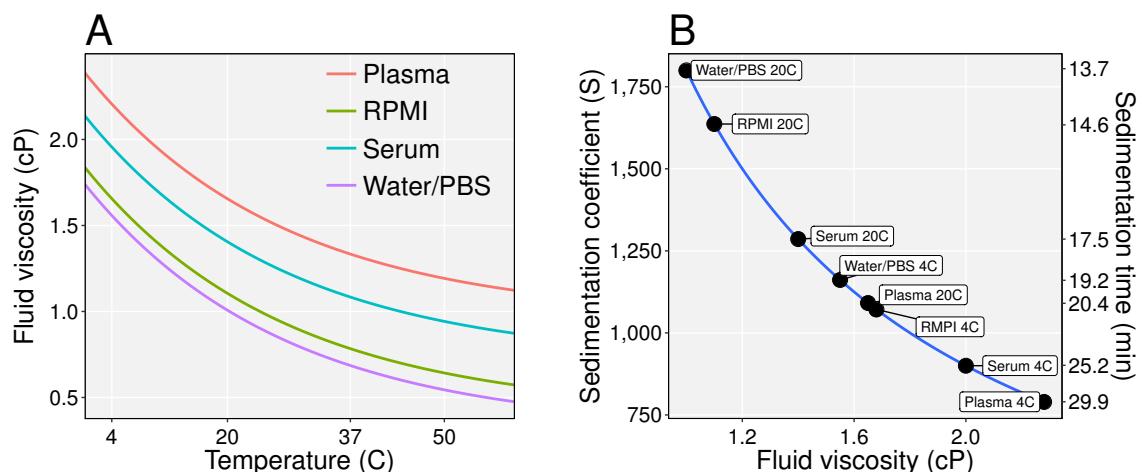 A
Fluid viscosity (cP)
2.0
1.5
1.0
0.5
Plasma
RPMI
Serum
Water/PBS
4
20
37
50
Temperature (C)
B
Sedimentation coefficient (S)
1,750
1,500
1,250
1,000
750
Water/PBS 20C
RPMI 20C
Serum 20C
Water/PBS 4C
Plasma 20C
RMPI 4C
Serum 4C
Plasma 4C
13.7
14.6
17.5
19.2
20.4
25.2
29.9
Sedimentation time (min)
1.2
1.6
2.0
Fluid viscosity (cP)